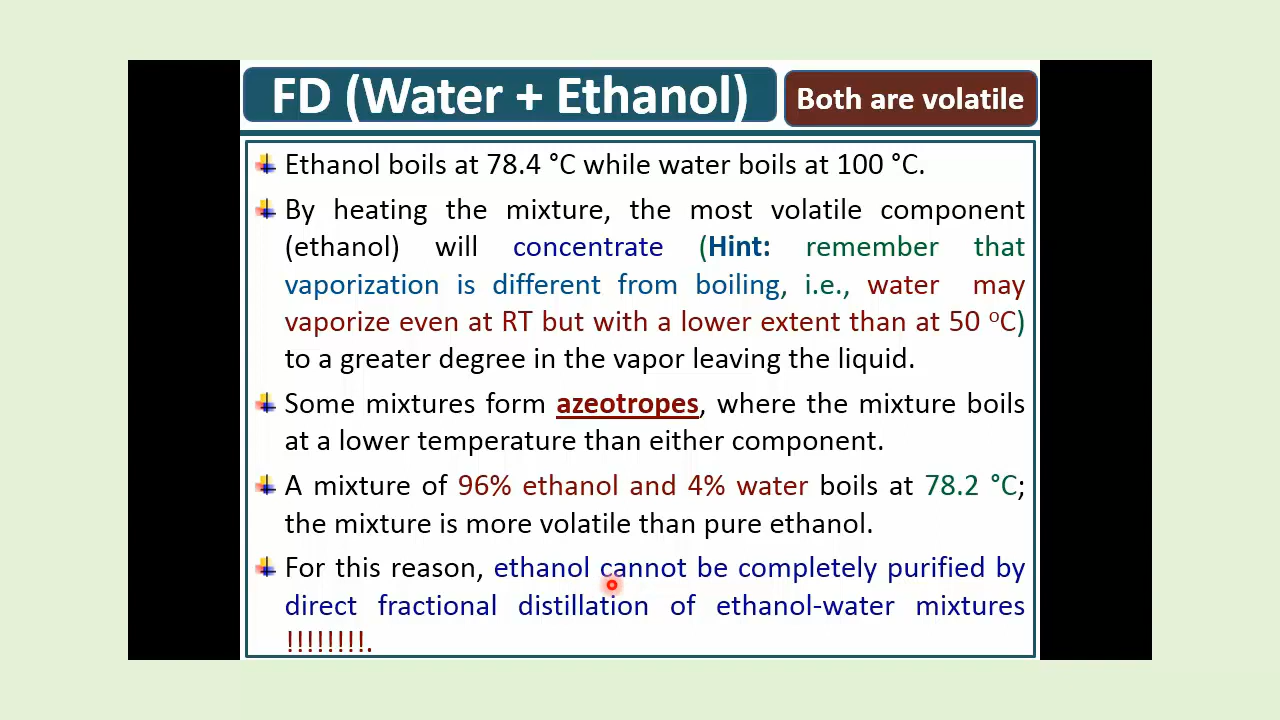 FD (Water + Ethanol)
Both are volatile
Ethanol boils at 78.4 °C while water boils at 100 °C.
By heating the mixture, the most volatile component
(ethanol) will concentrate (Hint: remember that
vaporization is different from boiling, i.e., water may
vaporize even at RT but with a lower extent than at 50 °C)
to a greater degree in the vapor leaving the liquid.
Some mixtures form azeotropes, where the mixture boils
at a lower temperature than either component.
A mixture of 96% ethanol and 4% water boils at 78.2 °C;
the mixture is more volatile than pure ethanol.
For this reason, ethanol cannot be completely purified by
direct fractional distillation of ethanol-water mixtures
!!!!!!!!.